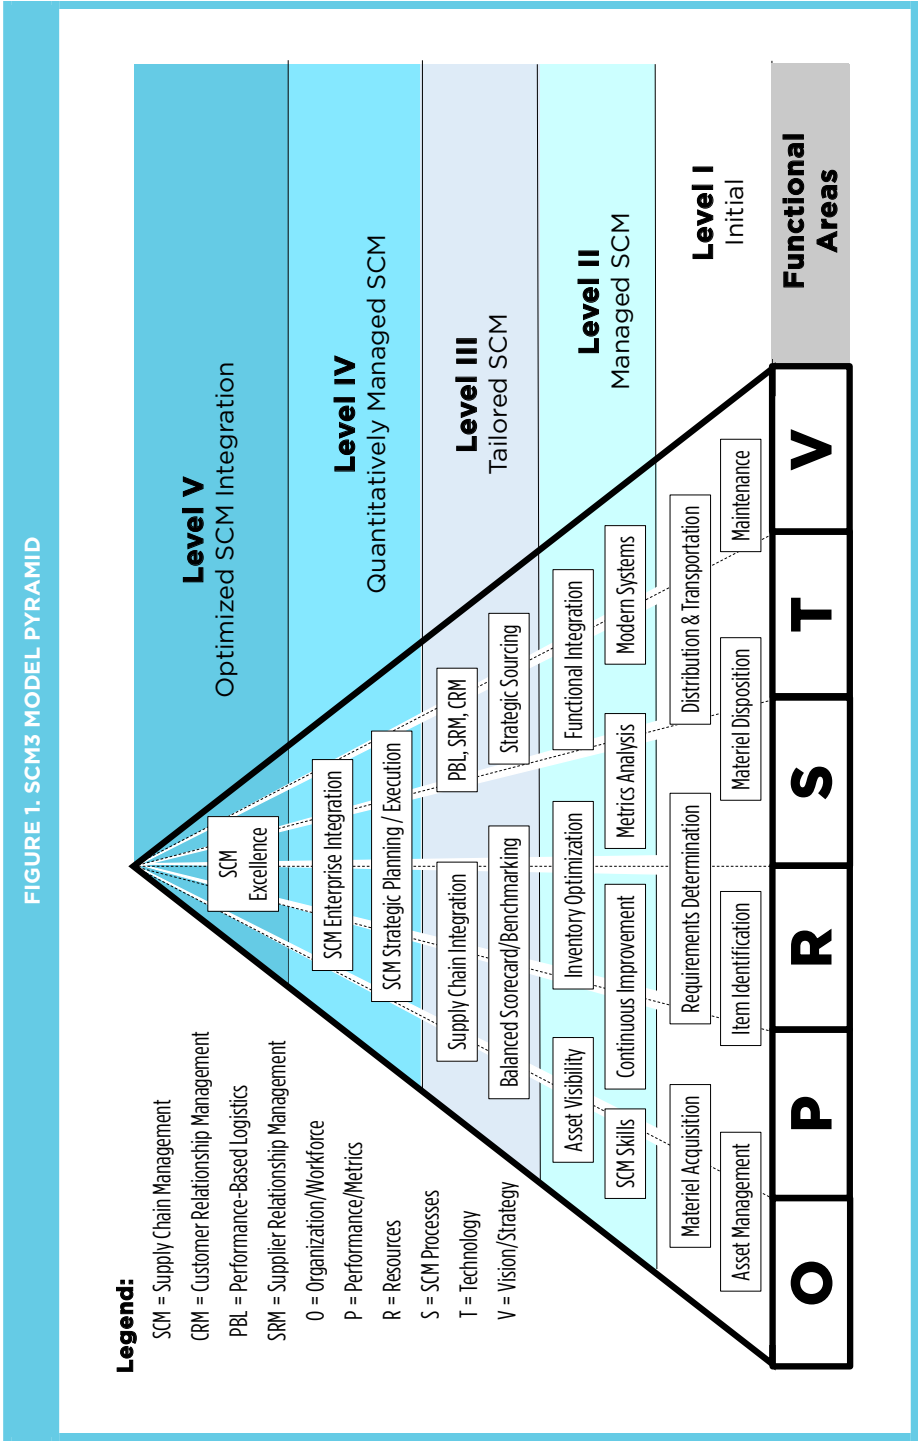 FIGURE 1. SCM3 MODEL PYRAMID
Legend:
SCM = Supply Chain Management
CRM = Customer Relationship Management
PBL = Performance-Based Logistics
SRM = Supplier Relationship Management
O = Organization/Workforce
P = Performance/Metrics
R = Resources
S = SCM Processes
T = Technology
V = Vision/Strategy
Level V
Optimized SCM Integration
SCM
Excellence
Level IV
Quantitatively Managed SCM
SCM Enterprise Integration
SCM Strategic Planning / Execution
Level III
Tailored SCM
Supply Chain Integration
PBL, SRM, CRM
Balanced Scorecard/Benchmarking
Strategic Sourcing
Level II
Managed SCM
Asset Visibility
Inventory Optimization
Functional Integration
SCM Skills
Continuous Improvement
Metrics Analysis
Modern Systems
Level I
Initial
Materiel Acquisition
Requirements Determination
Distribution & Transportation
Asset Management
Item Identification
Materiel Disposition
Maintenance
O
P
R
S
T
V
Functional
Areas